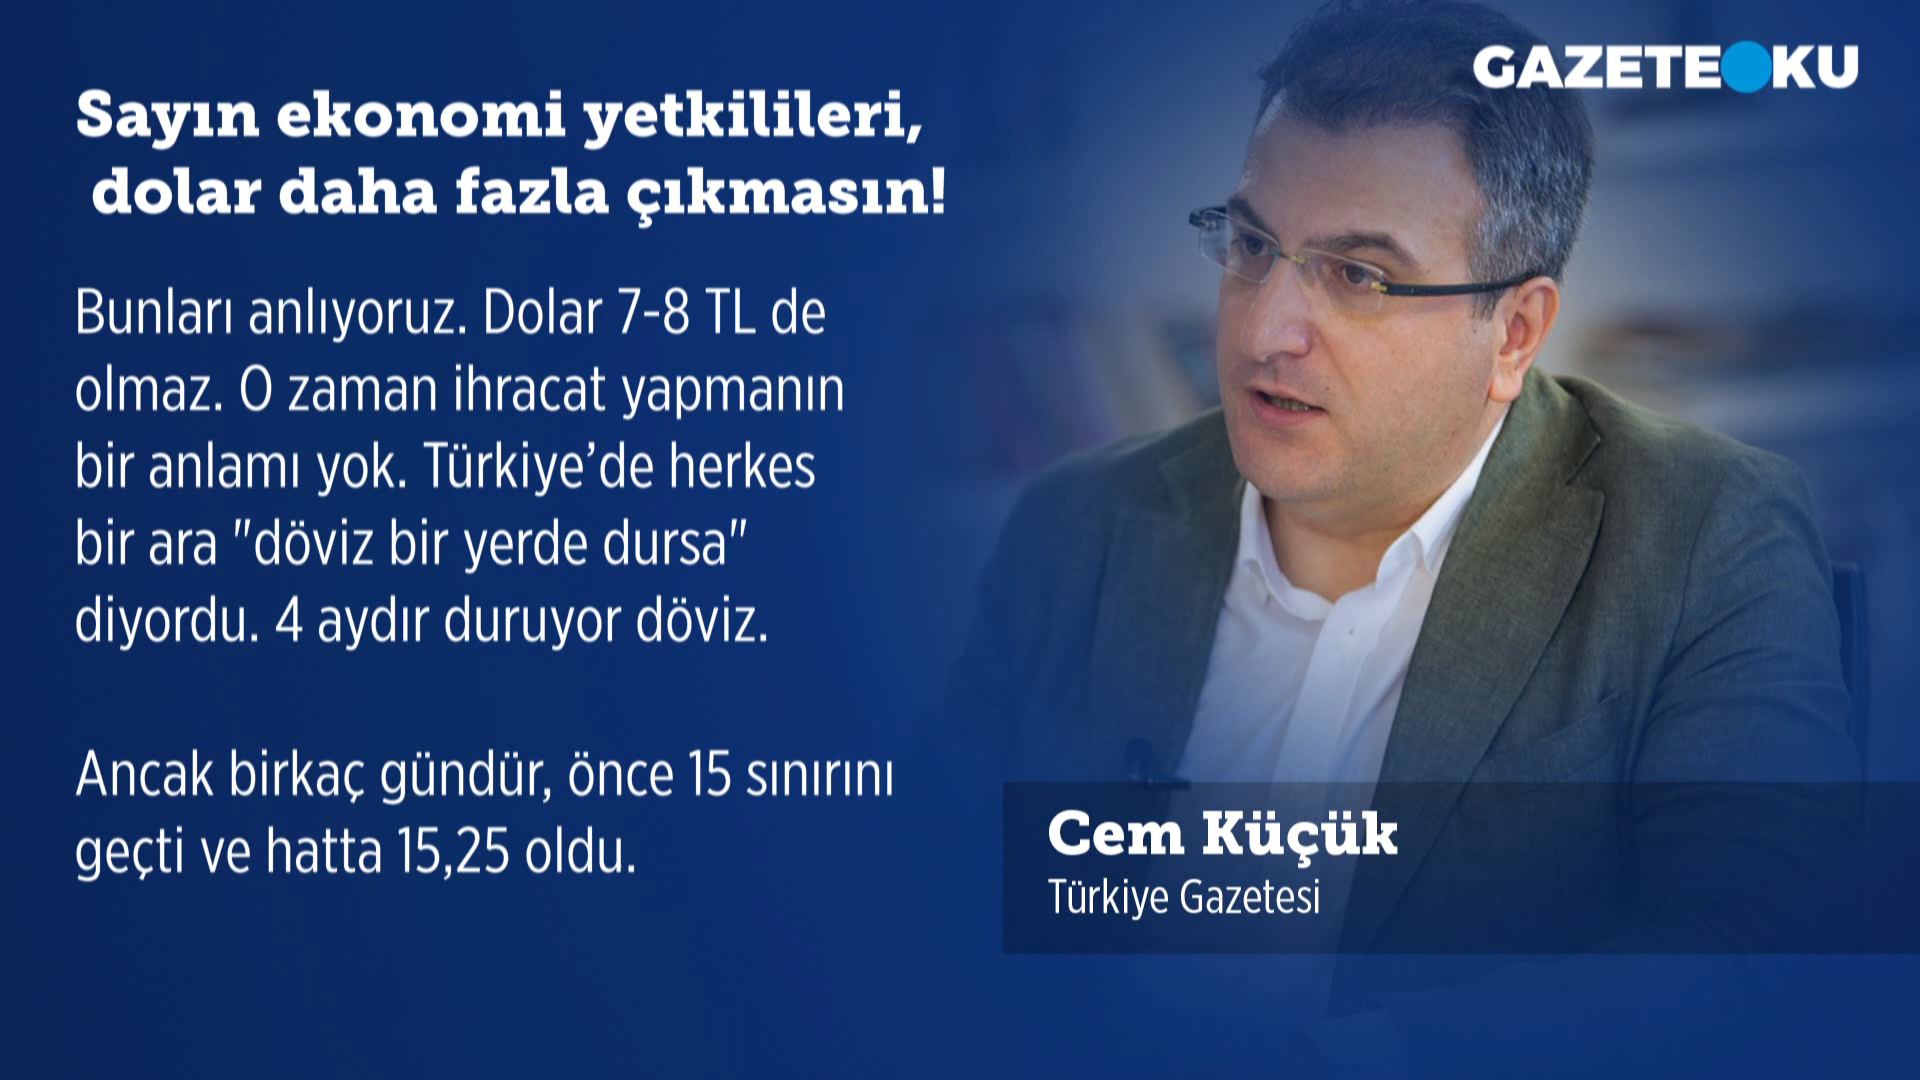 GAZETE OKU
Sayın ekonomi yetkilileri,
dolar daha fazla çıkmasın!
Bunları anlıyoruz. Dolar 7-8 TL de
olmaz. O zaman ihracat yapmanın
bir anlamı yok. Türkiye’de herkes
bir ara "döviz bir yerde dursa"
diyordu. 4 aydır duruyor döviz.
Ancak birkaç gündür, önce 15 sınırını
geçti ve hatta 15,25 oldu.
Cem Küçük
Türkiye Gazetesi